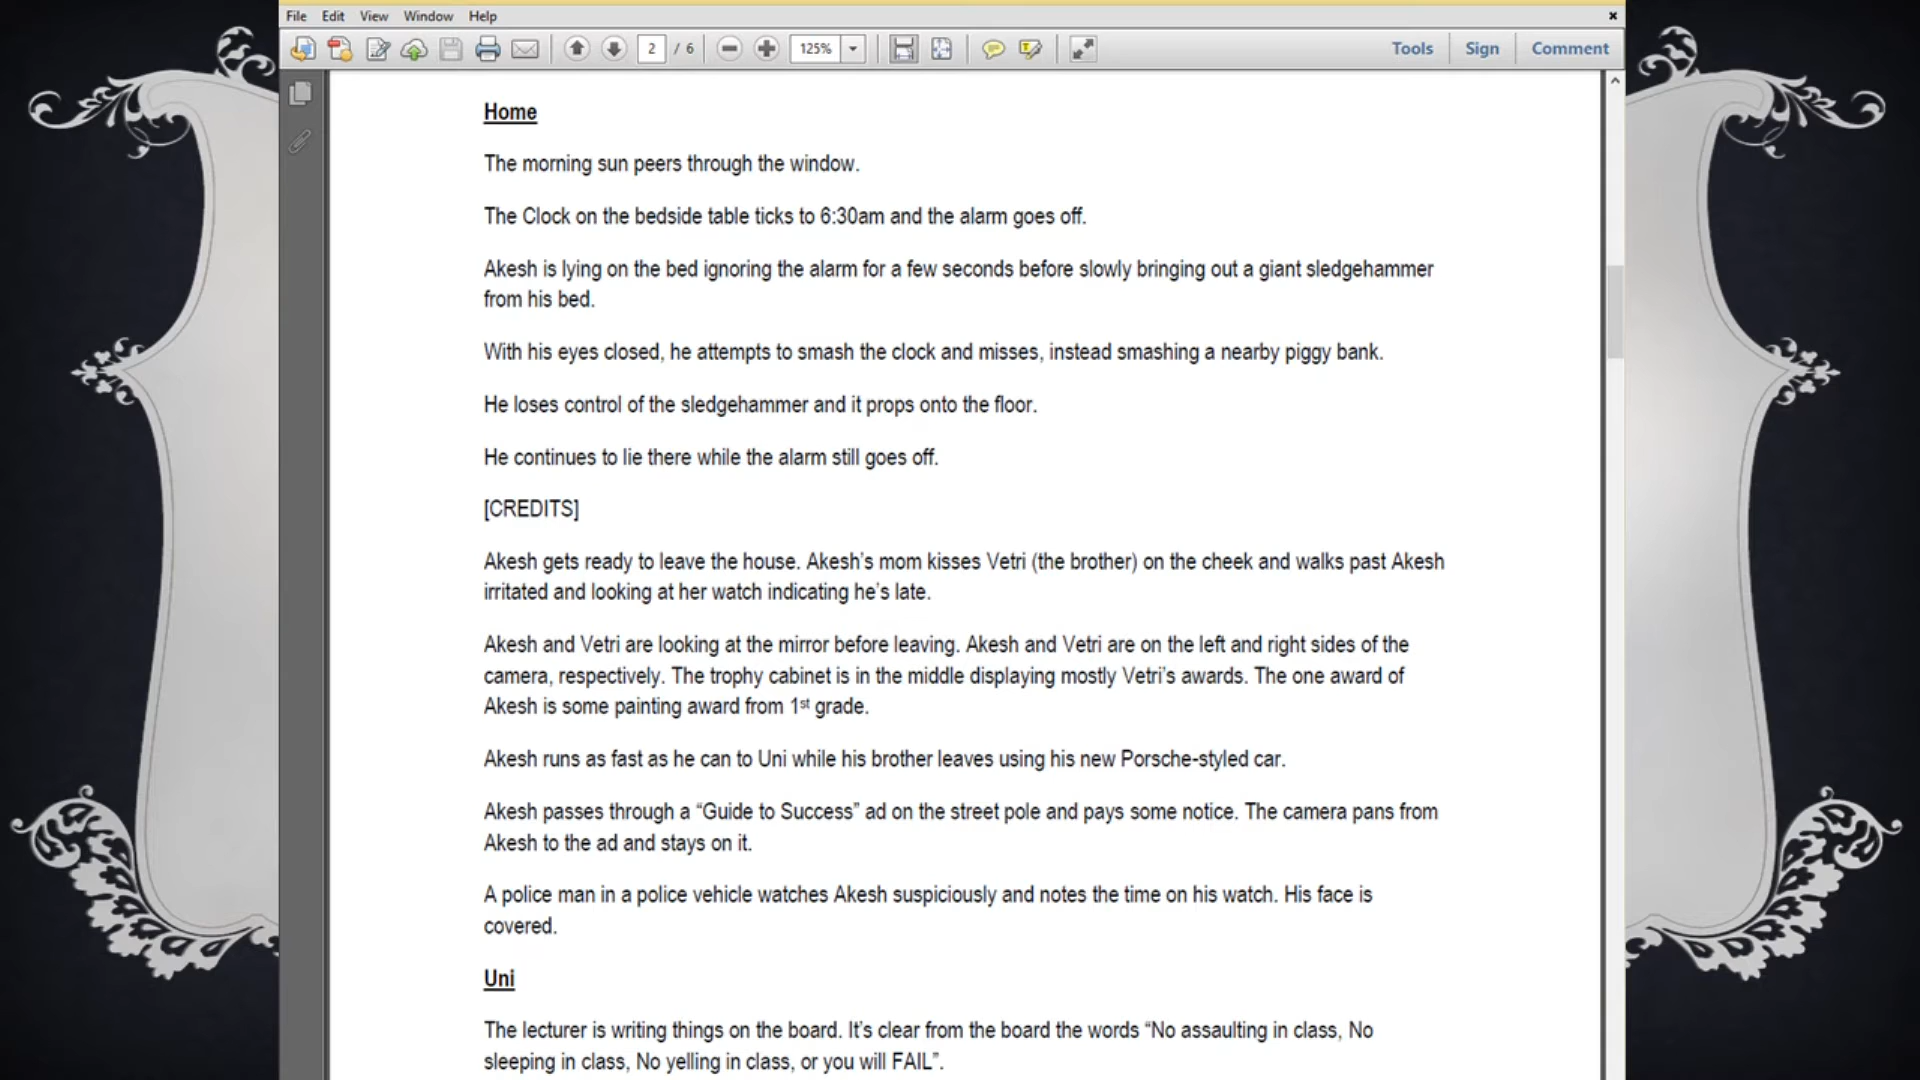 File Edit View Window Help
2 / 6 125% Tools Sign Comment
Home
The morning sun peers through the window.
The Clock on the bedside table ticks to 6:30am and the alarm goes off.
Akesh is lying on the bed ignoring the alarm for a few seconds before slowly bringing out a giant sledgehammer
from his bed.
With his eyes closed, he attempts to smash the clock and misses, instead smashing a nearby piggy bank.
He loses control of the sledgehammer and it props onto the floor.
He continues to lie there while the alarm still goes off.
[CREDITS]
Akesh gets ready to leave the house. Akesh’s mom kisses Vetri (the brother) on the cheek and walks past Akesh
irritated and looking at her watch indicating he’s late.
Akesh and Vetri are looking at the mirror before leaving. Akesh and Vetri are on the left and right sides of the
camera, respectively. The trophy cabinet is in the middle displaying mostly Vetri’s awards. The one award of
Akesh is some painting award from 1st grade.
Akesh runs as fast as he can to Uni while his brother leaves using his new Porsche-styled car.
Akesh passes through a “Guide to Success” ad on the street pole and pays some notice. The camera pans from
Akesh to the ad and stays on it.
A police man in a police vehicle watches Akesh suspiciously and notes the time on his watch. His face is
covered.
Uni
The lecturer is writing things on the board. It’s clear from the board the words “No assaulting in class, No
sleeping in class, No yelling in class, or you will FAIL”.